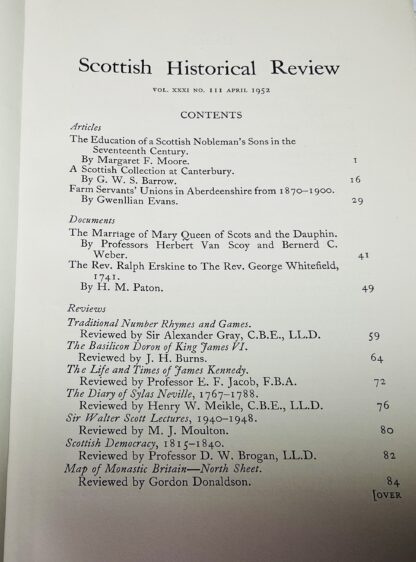 Scottish Historical Review
VOL. XXXI NO. 111 APRIL 1952
CONTENTS
Articles
The Education of a Scottish Nobleman's Sons in the
Seventeenth Century.
By Margaret F. Moore. 1
A Scottish Collection at Canterbury.
By G. W. S. Barrow. 16
Farm Servants' Unions in Aberdeenshire from 1870-1900.
By Gwenllian Evans. 29
Documents
The Marriage of Mary Queen of Scots and the Dauphin.
By Professors Herbert Van Scoy and Bernerd C.
Weber. 41
The Rev. Ralph Erskine to The Rev. George Whitefield,
1741.
By H. M. Paton. 49
Reviews
Traditional Number Rhymes and Games.
Reviewed by Sir Alexander Gray, C.B.E., LL.D. 59
The Basilicon Doron of King James VI.
Reviewed by J. H. Burns. 64
The Life and Times of James Kennedy.
Reviewed by Professor E. F. Jacob, F.B.A. 72
The Diary of Sylas Neville, 1767-1788.
Reviewed by Henry W. Meikle, C.B.E., LL.D. 76
Sir Walter Scott Lectures, 1940-1948.
Reviewed by M. J. Moulton. 80
Scottish Democracy, 1815-1840.
Reviewed by Professor D. W. Brogan, LL.D. 82
Map of Monastic Britain—North Sheet.
Reviewed by Gordon Donaldson. 84
[OVER